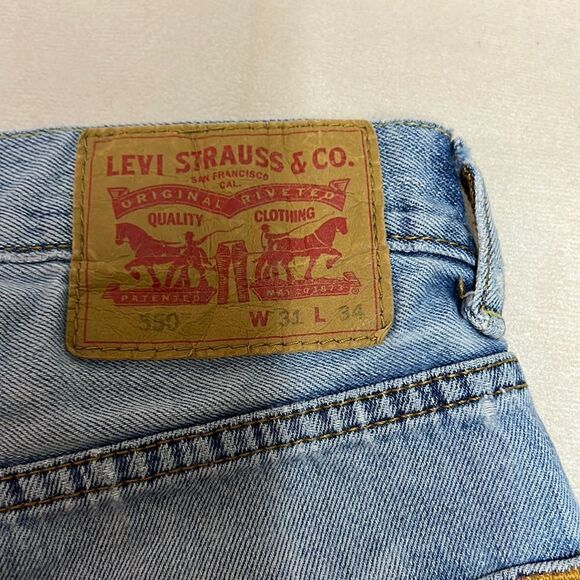 LEVI STRAUSS & CO.
SAN FRANCISCO
CAL.
ORIGINAL RIVETED
QUALITY CLOTHING
PATENTED MAY 20 1873
550 W 31 L 34